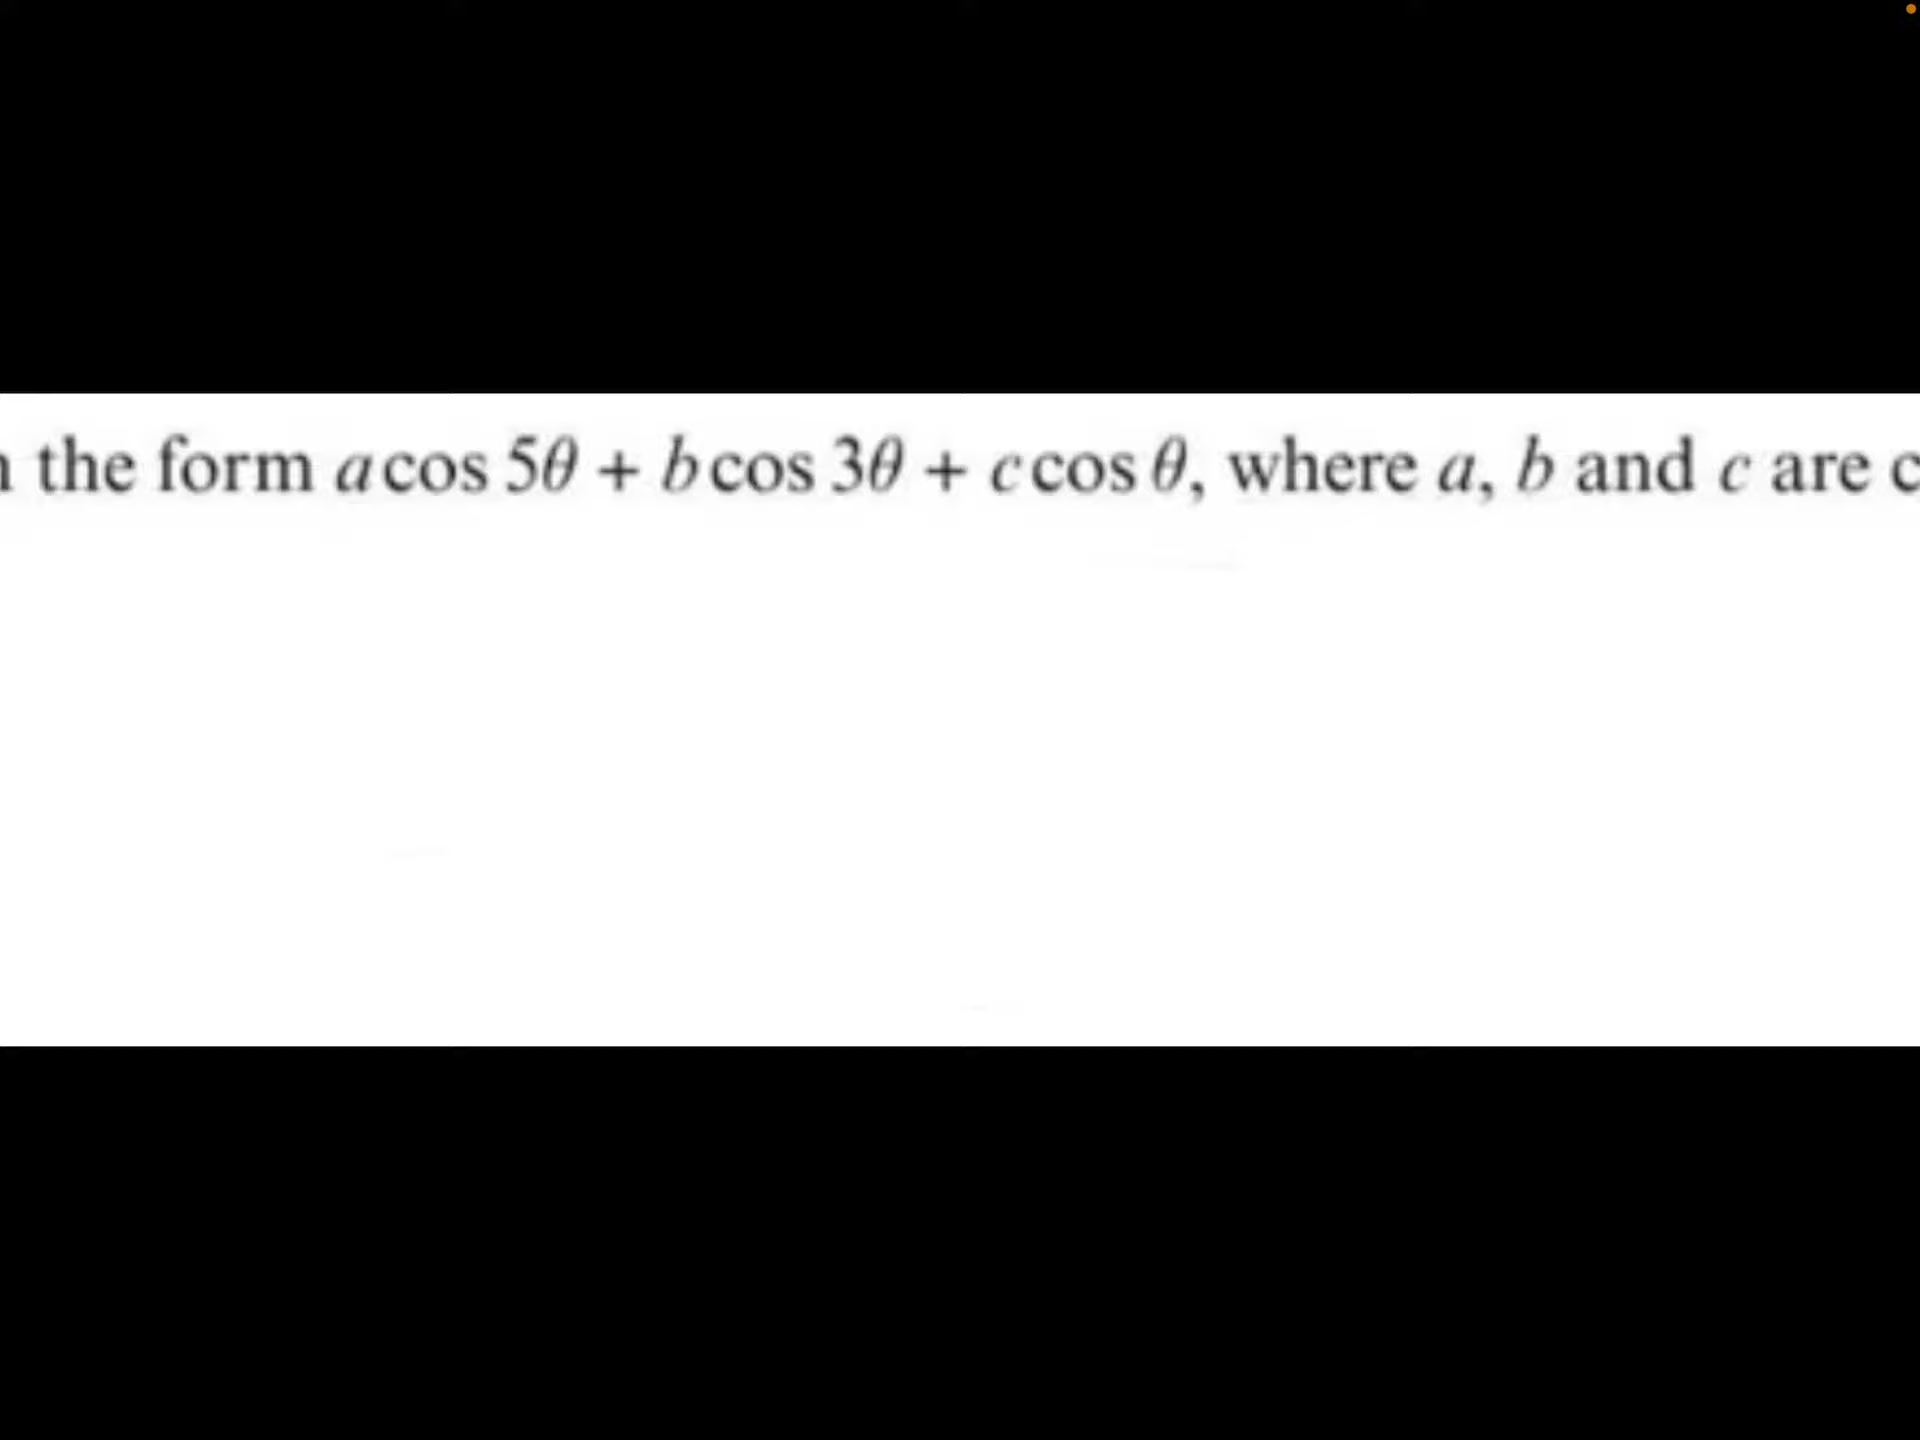 the form a cos 5θ + b cos 3θ + c cos θ, where a, b and c are